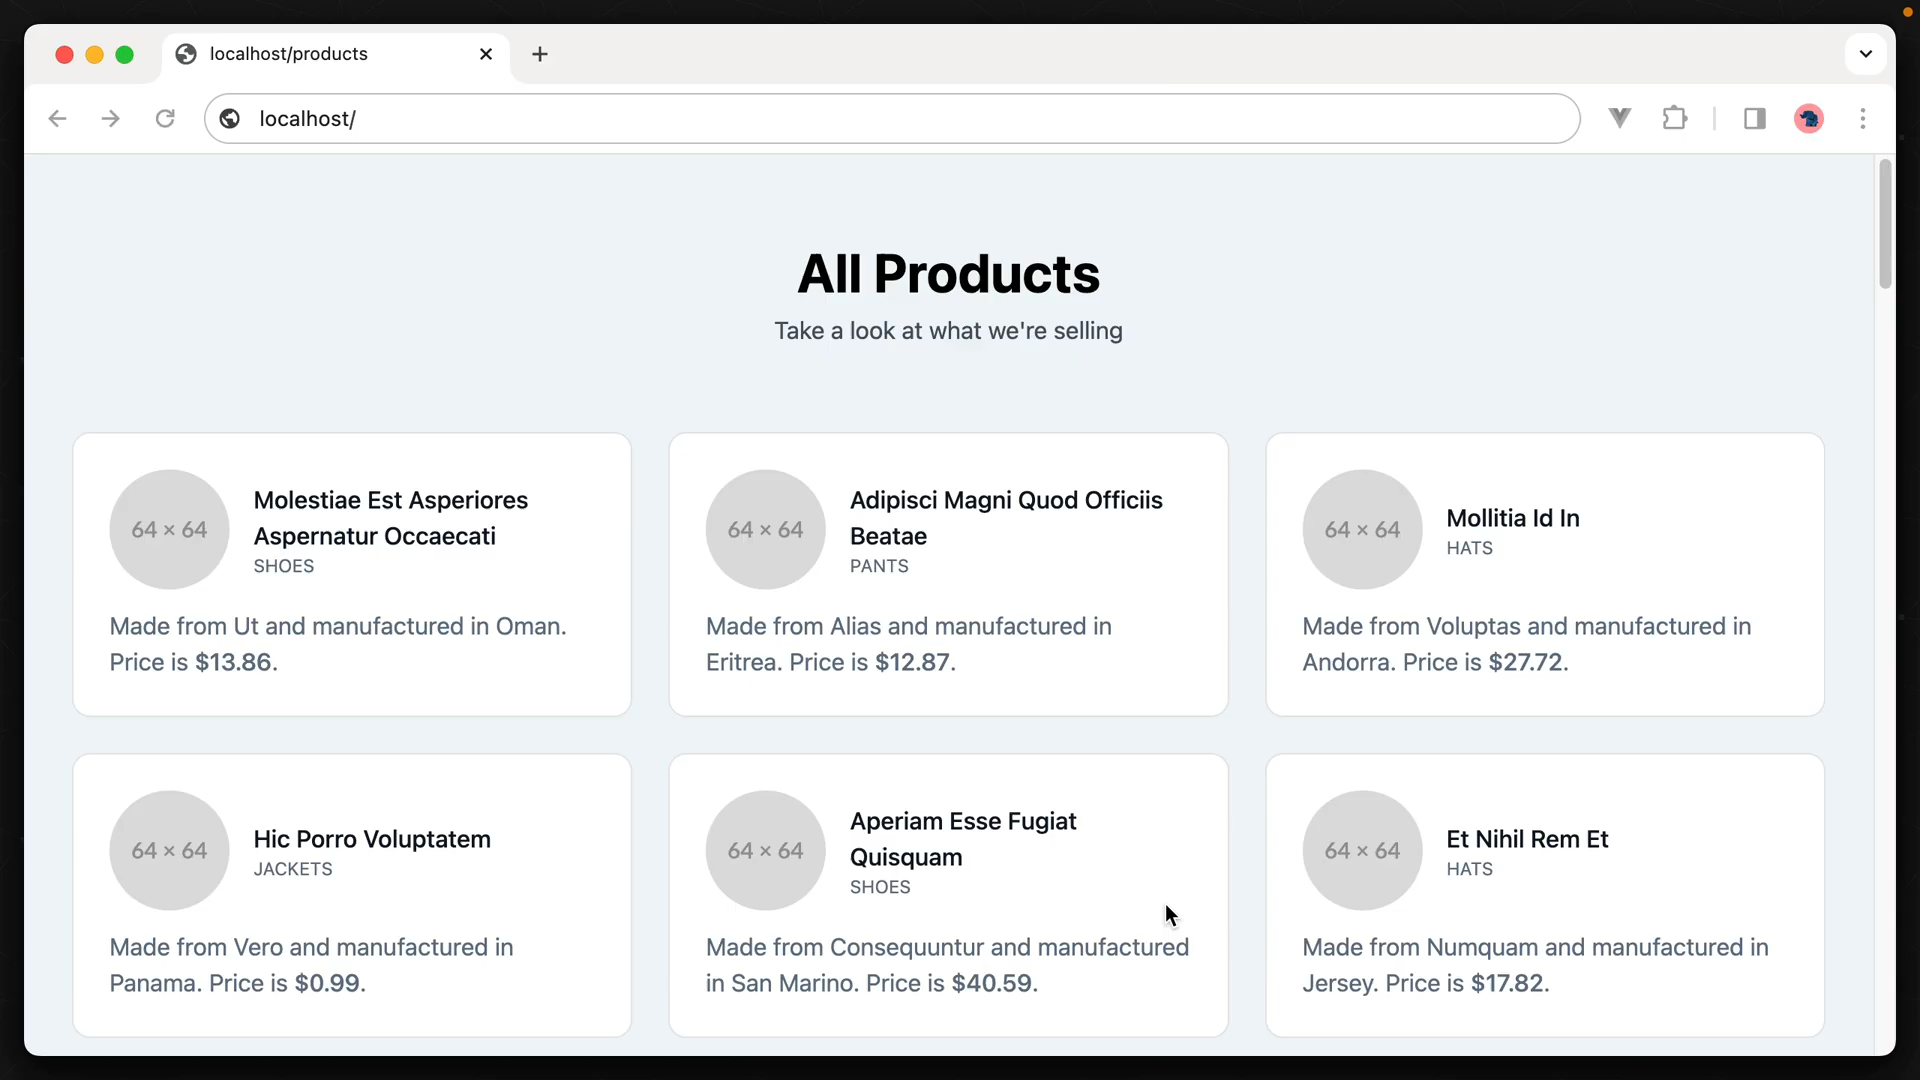 localhost/products
localhost/
All Products
Take a look at what we're selling
64 × 64
Molestiae Est Asperiores
Aspernatur Occaecati
SHOES
Made from Ut and manufactured in Oman.
Price is $13.86.
64 × 64
Adipisci Magni Quod Officiis
Beatae
PANTS
Made from Alias and manufactured in
Eritrea. Price is $12.87.
64 × 64
Mollitia Id In
HATS
Made from Voluptas and manufactured in
Andorra. Price is $27.72.
64 × 64
Hic Porro Voluptatem
JACKETS
Made from Vero and manufactured in
Panama. Price is $0.99.
64 × 64
Aperiam Esse Fugiat
Quisquam
SHOES
Made from Consequuntur and manufactured
in San Marino. Price is $40.59.
64 × 64
Et Nihil Rem Et
HATS
Made from Numquam and manufactured in
Jersey. Price is $17.82.